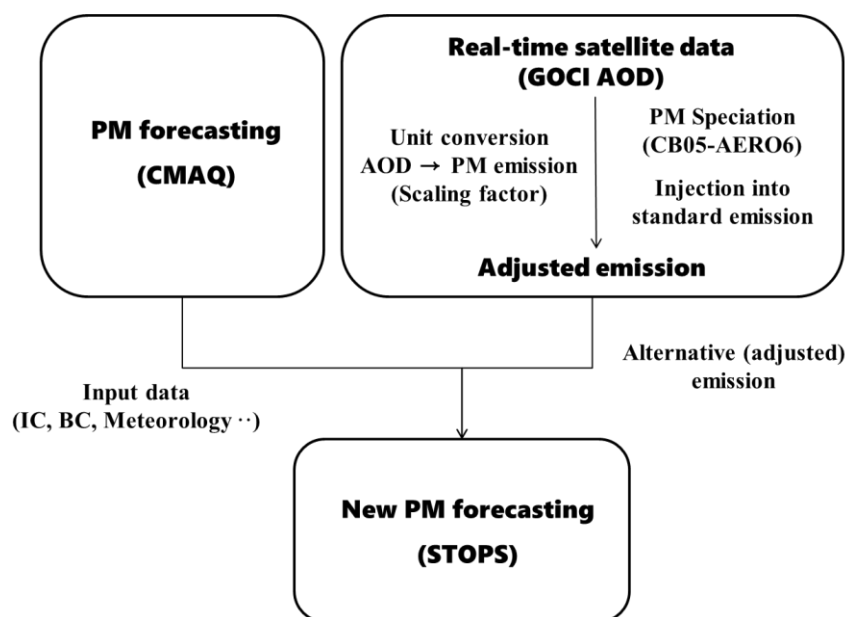 PM forecasting
(CMAQ)
Real-time satellite data
(GOCI AOD)
Unit conversion
AOD → PM emission
(Scaling factor)
PM Speciation
(CB05-AERO6)
Injection into
standard emission
Adjusted emission
Input data
(IC, BC, Meteorology ··)
Alternative (adjusted)
emission
New PM forecasting
(STOPS)